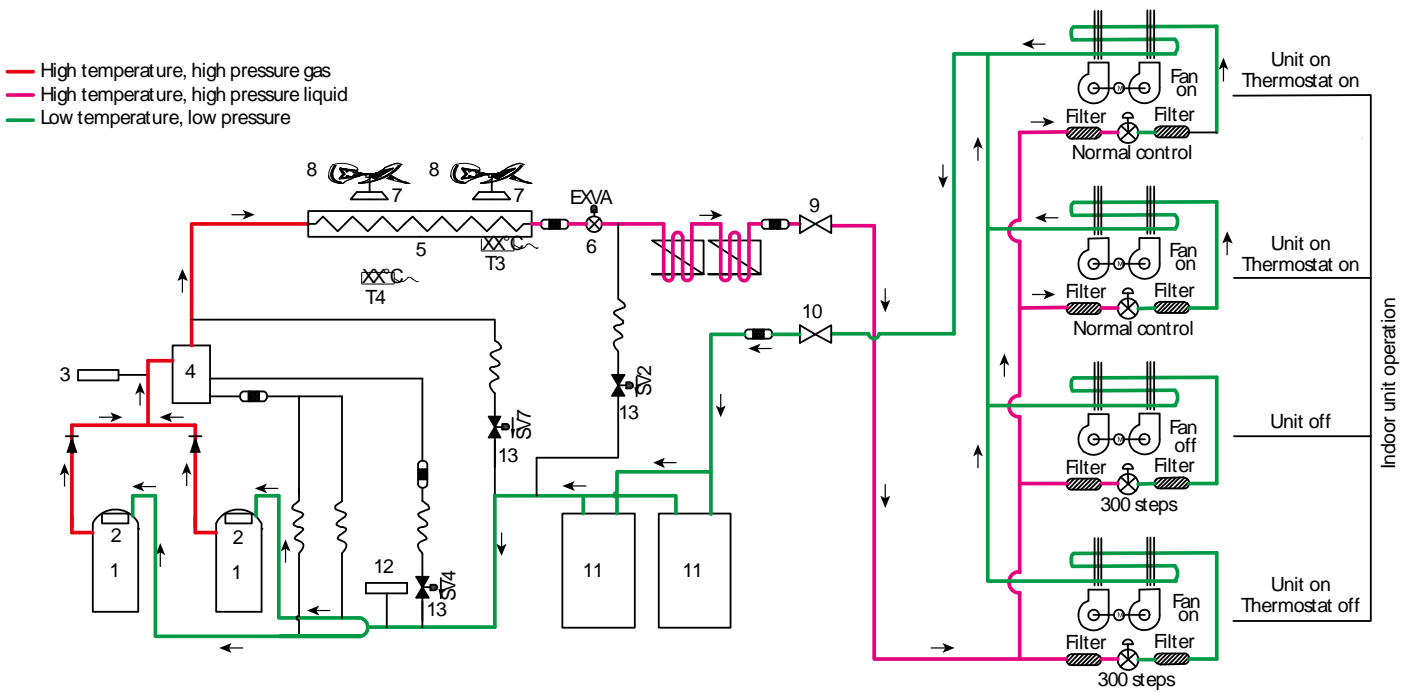 High temperature, high pressure gas
High temperature, high pressure liquid
Low temperature, low pressure
8
7
8
7
EXVA
5
6
XX°C
T3
XX°C
T4
9
10
3
4
SV7
13
SV2
13
2
1
2
1
12
SV4
13
11
11
Fan
on
M
Filter
Filter
Normal control
Unit on
Thermostat on
Fan
on
M
Filter
Filter
Normal control
Unit on
Thermostat on
Fan
off
M
Filter
Filter
300 steps
Unit off
Fan
on
M
Filter
Filter
300 steps
Unit on
Thermostat off
Indoor unit operation